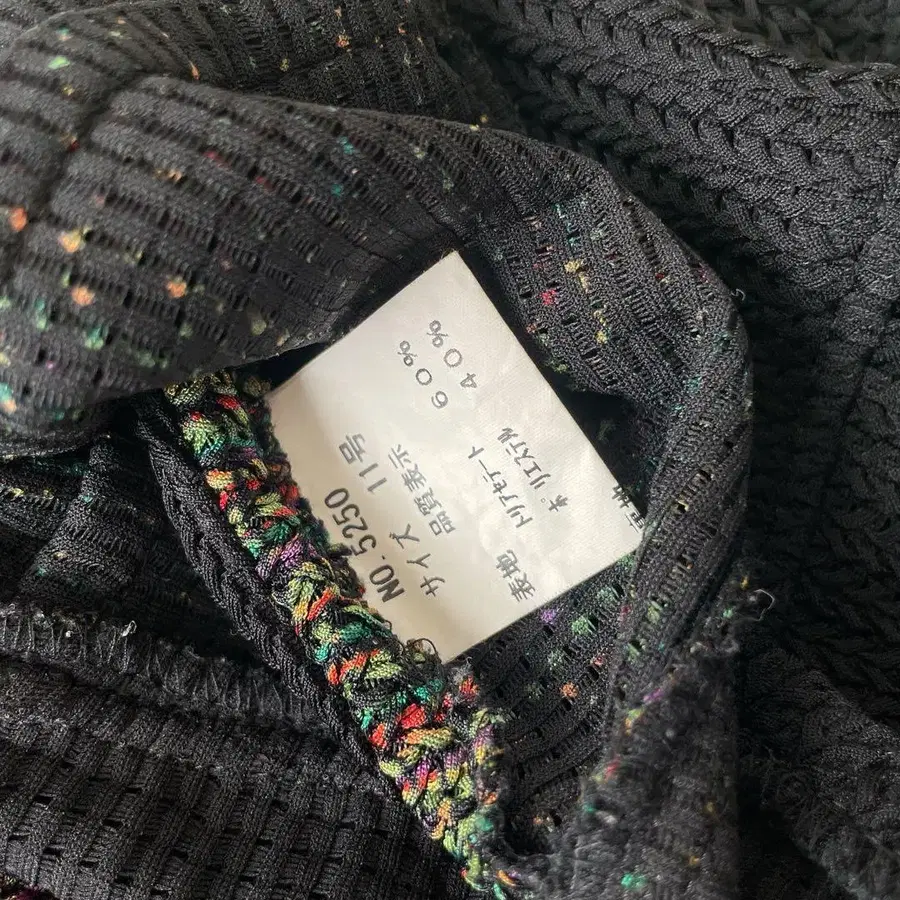 NO. 5250
サイズ 11号
品質表示
表地 トリアセテート 60%
ポリエステル 40%